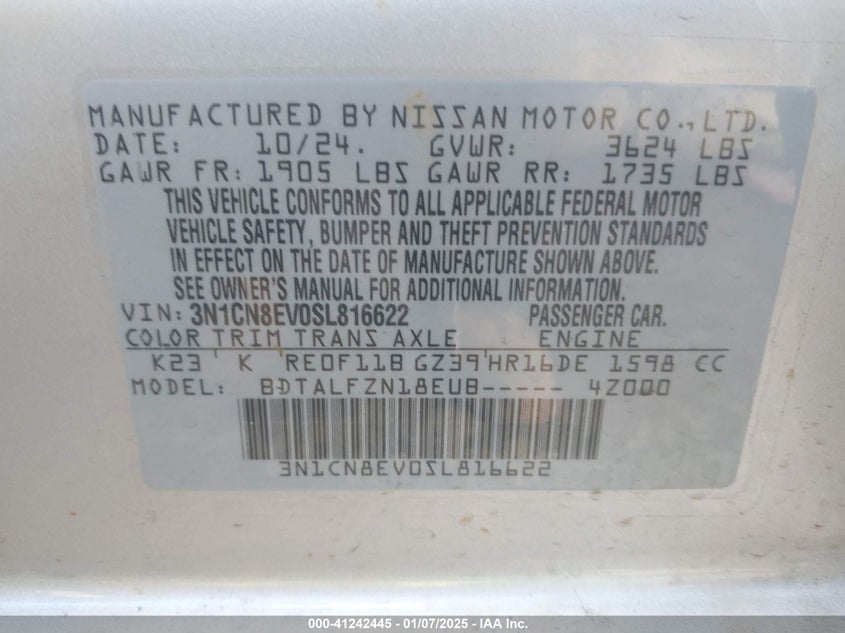 MANUFACTURED BY NISSAN MOTOR CO., LTD.
DATE: 10/24. GVWR: 3624 LBS
GAWR FR: 1905 LBS GAWR RR: 1735 LBS
THIS VEHICLE CONFORMS TO ALL APPLICABLE FEDERAL MOTOR
VEHICLE SAFETY, BUMPER AND THEFT PREVENTION STANDARDS
IN EFFECT ON THE DATE OF MANUFACTURE SHOWN ABOVE.
SEE OWNER'S MANUAL FOR ADDITIONAL INFORMATION.
VIN: 3N1CN8EV0SL816622 PASSENGER CAR.
COLOR TRIM TRANS AXLE ENGINE
K23 ' K 'RE0F11B GZ39'HR16DE 1598 CC
MODEL: BDTALFZN18EUB----- 4Z000
3N1CN8EV0SL816622
000-41242445 - 01/07/2025 - IAA Inc.